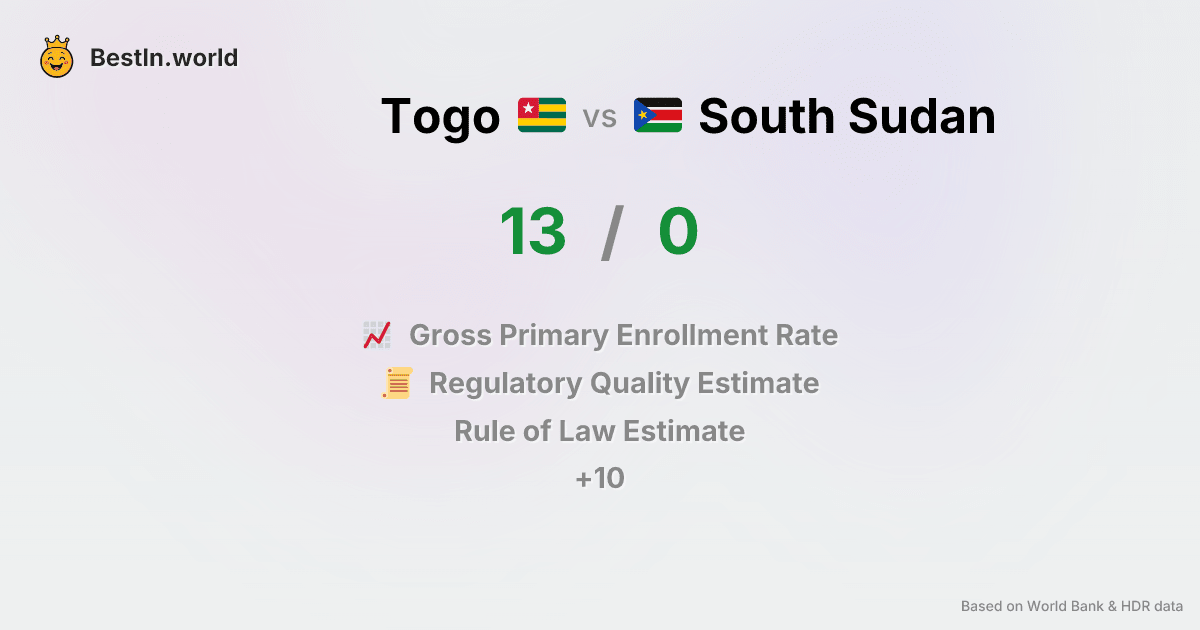 BestIn.world
Togo vs South Sudan
13 / 0
Gross Primary Enrollment Rate
Regulatory Quality Estimate
Rule of Law Estimate
+10
Based on World Bank & HDR data